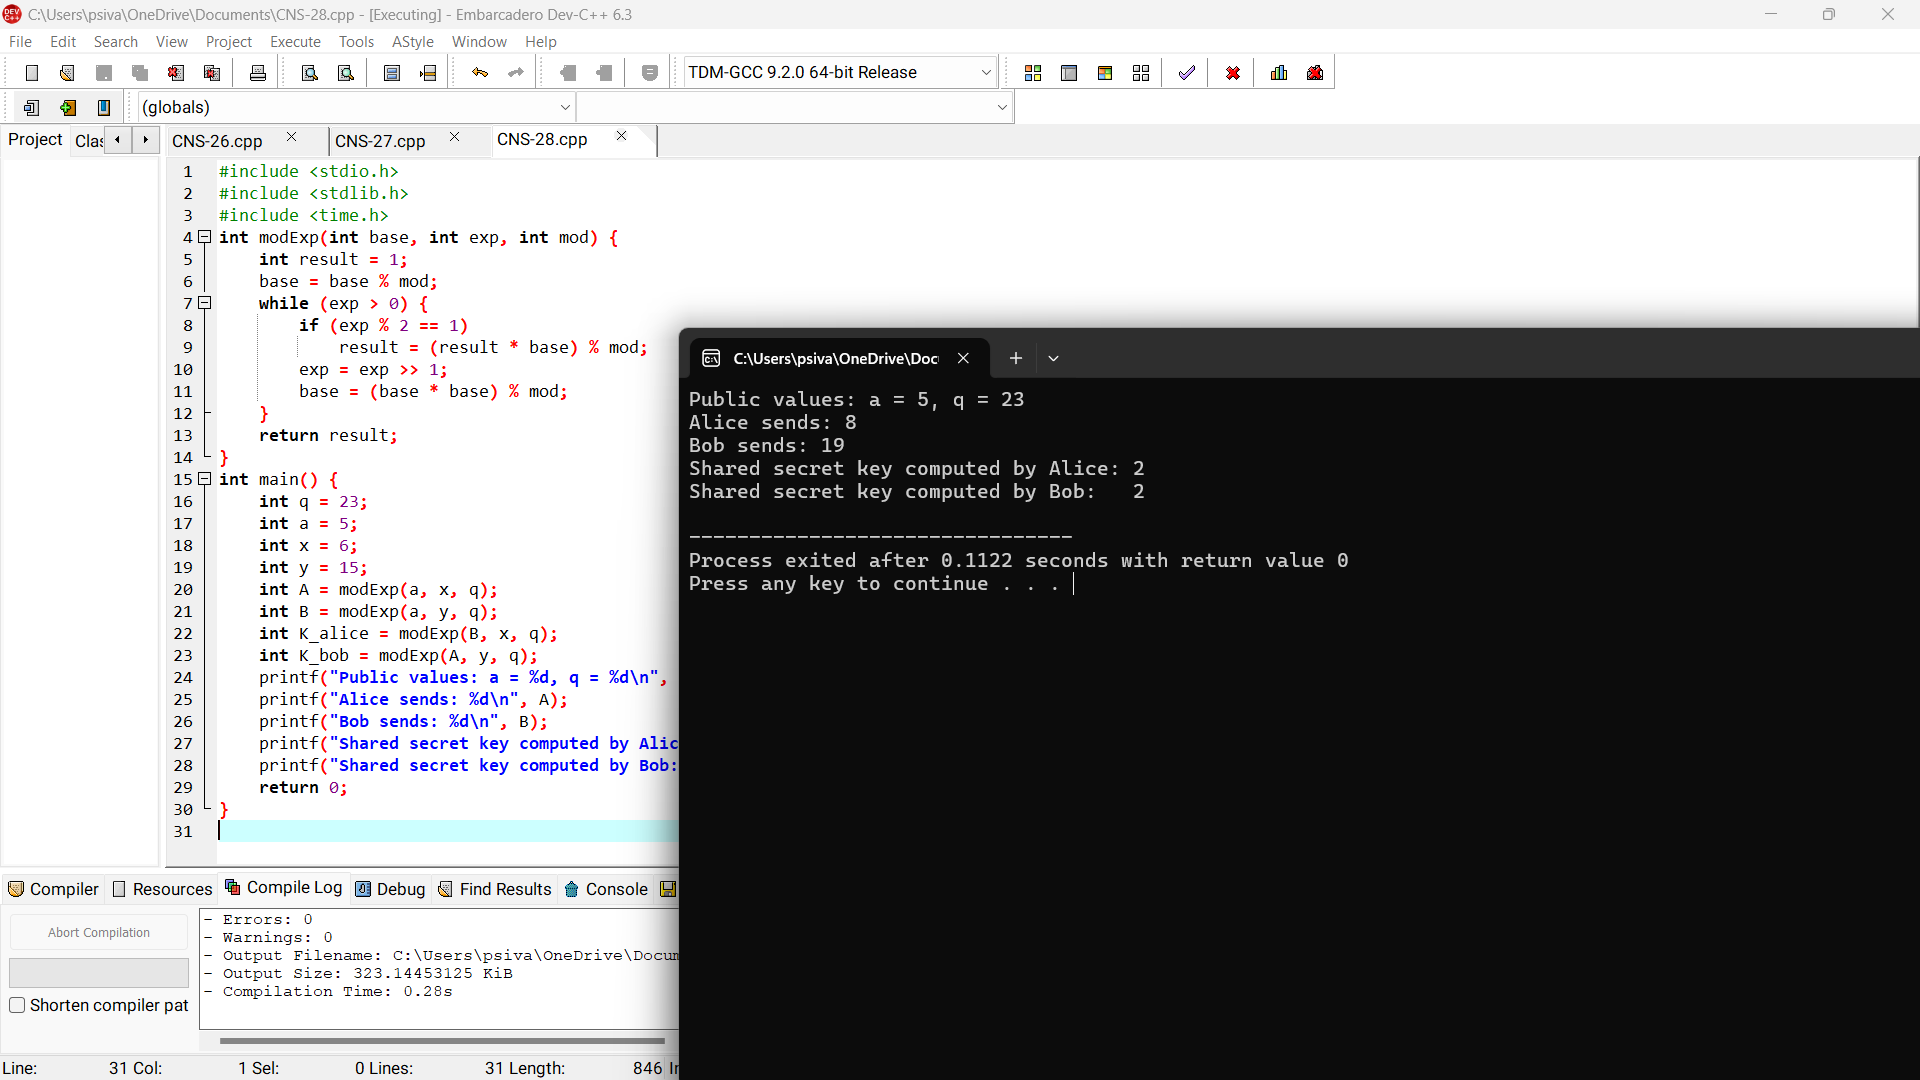 C:\Users\psiva\OneDrive\Documents\CNS-28.cpp - [Executing] - Embarcadero Dev-C++ 6.3
File Edit Search View Project Execute Tools AStyle Window Help
TDM-GCC 9.2.0 64-bit Release
(globals)
Project Clas CNS-26.cpp CNS-27.cpp CNS-28.cpp
1 #include <stdio.h>
2 #include <stdlib.h>
3 #include <time.h>
4 int modExp(int base, int exp, int mod) {
5 int result = 1;
6 base = base % mod;
7 while (exp > 0) {
8 if (exp % 2 == 1)
9 result = (result * base) % mod;
10 exp = exp >> 1;
11 base = (base * base) % mod;
12 }
13 return result;
14 }
15 int main() {
16 int q = 23;
17 int a = 5;
18 int x = 6;
19 int y = 15;
20 int A = modExp(a, x, q);
21 int B = modExp(a, y, q);
22 int K_alice = modExp(B, x, q);
23 int K_bob = modExp(A, y, q);
24 printf("Public values: a = %d, q = %d\n",
25 printf("Alice sends: %d\n", A);
26 printf("Bob sends: %d\n", B);
27 printf("Shared secret key computed by Alic
28 printf("Shared secret key computed by Bob:
29 return 0;
30 }
31
C:\Users\psiva\OneDrive\Doc
Public values: a = 5, q = 23
Alice sends: 8
Bob sends: 19
Shared secret key computed by Alice: 2
Shared secret key computed by Bob:   2
--------------------------------
Process exited after 0.1122 seconds with return value 0
Press any key to continue . . .
Compiler Resources Compile Log Debug Find Results Console
Abort Compilation
Shorten compiler pat
- Errors: 0
- Warnings: 0
- Output Filename: C:\Users\psiva\OneDrive\Docum
- Output Size: 323.14453125 KiB
- Compilation Time: 0.28s
Line: 31 Col: 1 Sel: 0 Lines: 31 Length: 846